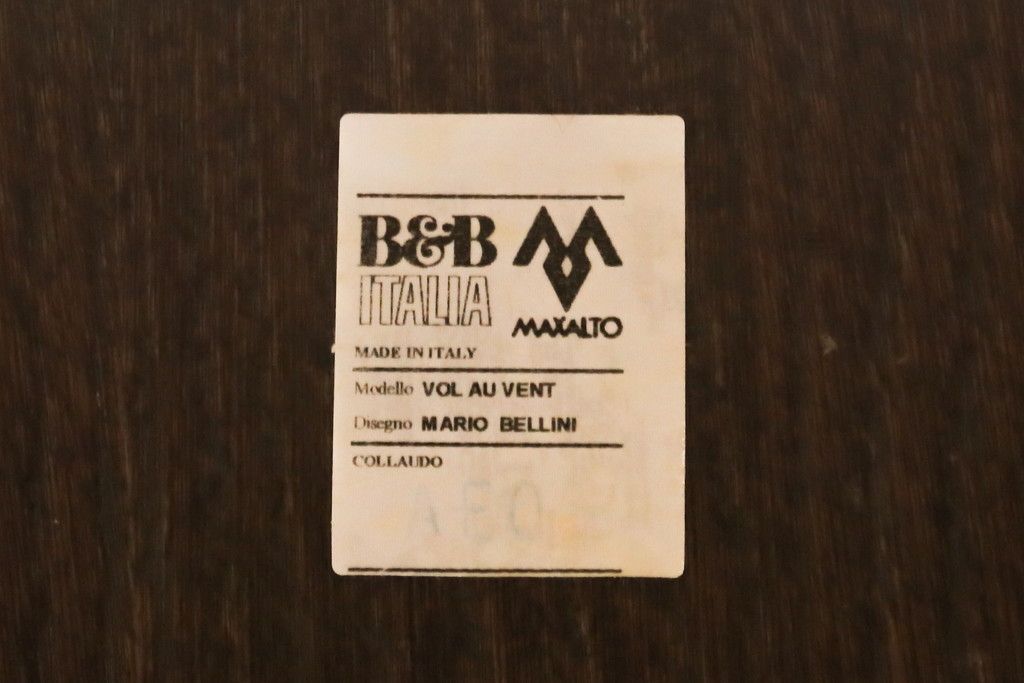 B&B
ITALIA
MAXALTO
MADE IN ITALY
Modello VOL AU VENT
Disegno MARIO BELLINI
COLLAUDO